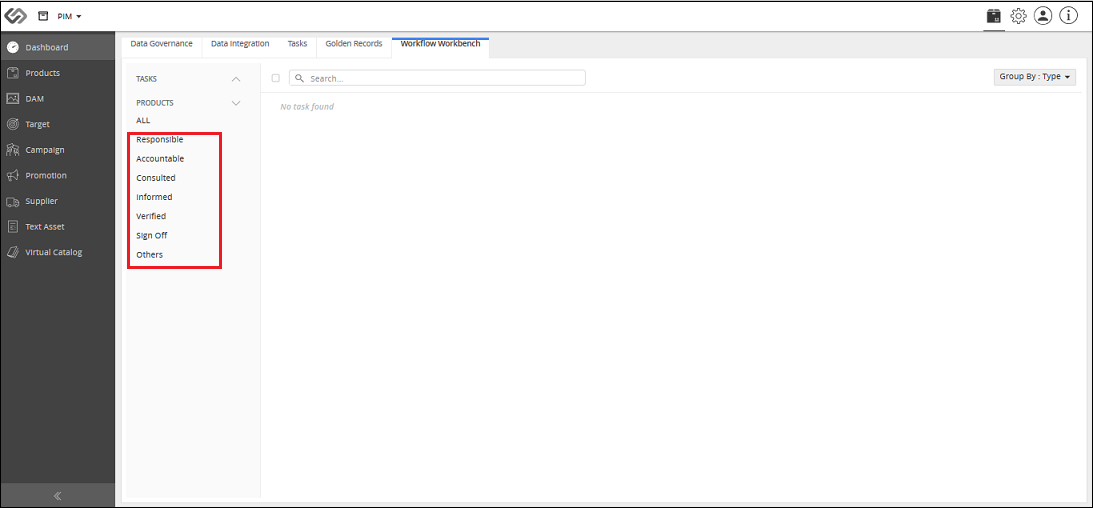 PIM
Dashboard
Products
DAM
Target
Campaign
Promotion
Supplier
Text Asset
Virtual Catalog
Data Governance
Data Integration
Tasks
Golden Records
Workflow Workbench
TASKS
PRODUCTS
ALL
Responsible
Accountable
Consulted
Informed
Verified
Sign Off
Others
Search...
Group By : Type
No task found